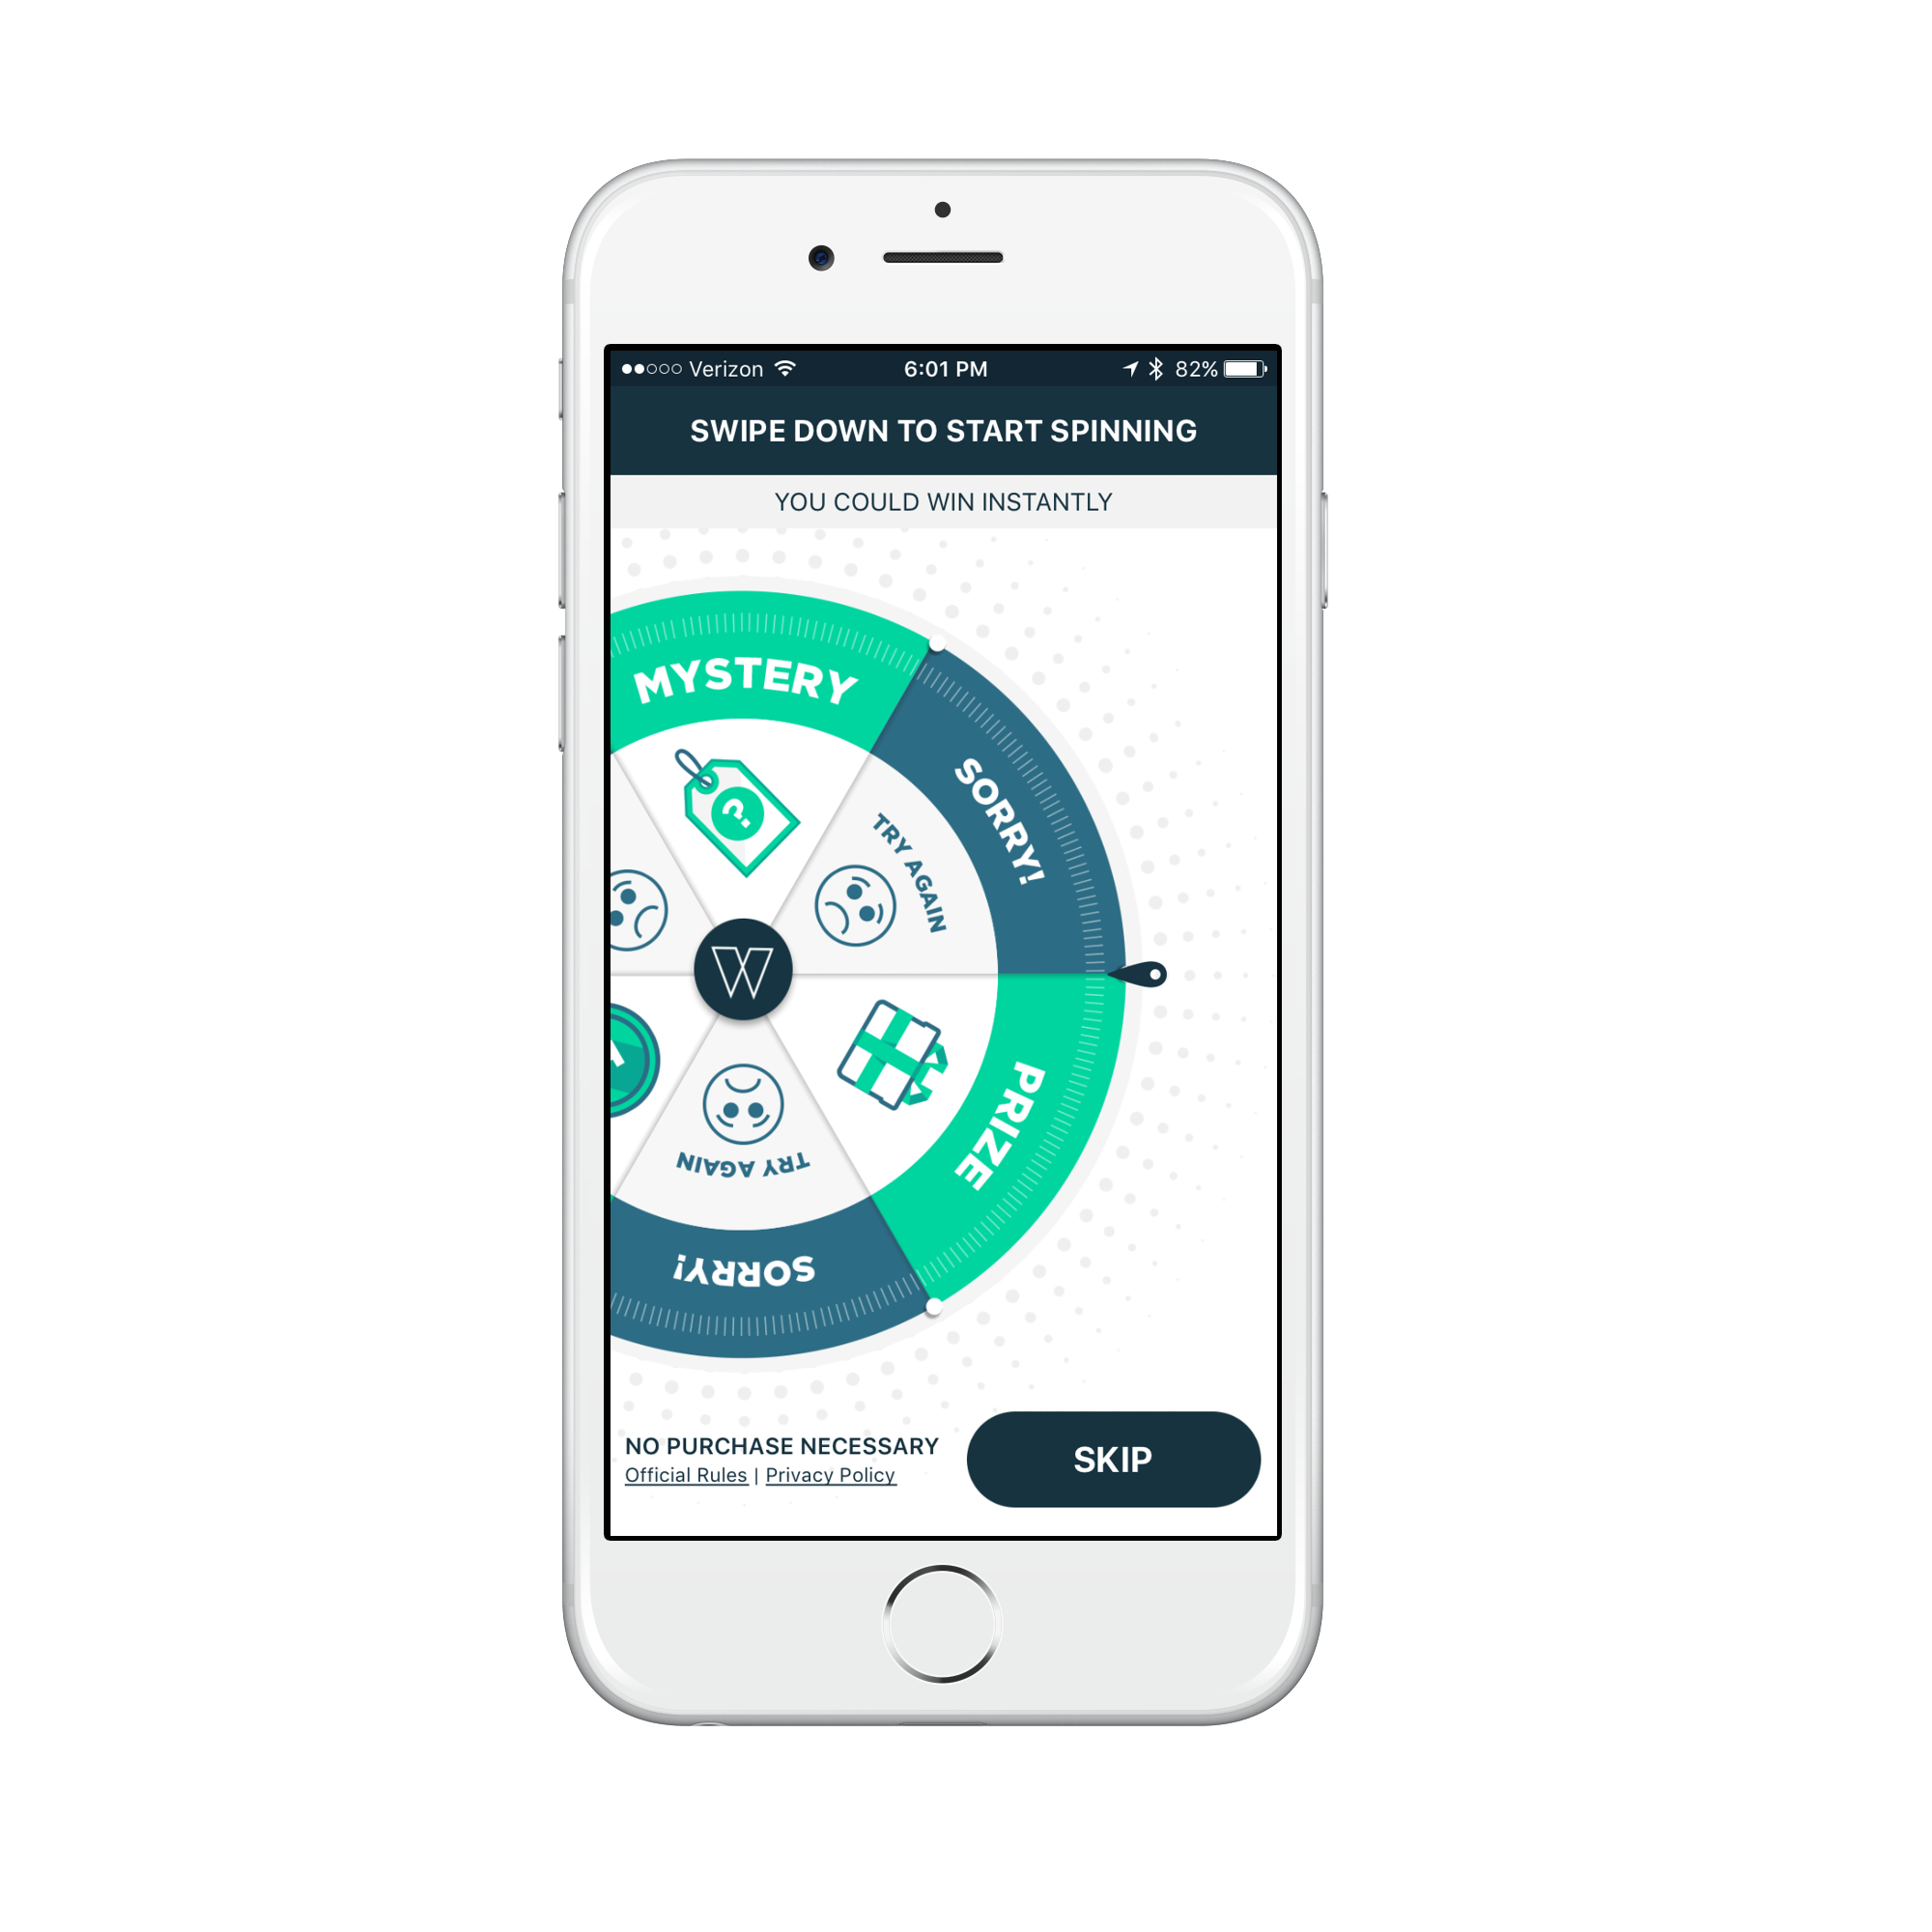 Verizon 6:01 PM 82%
SWIPE DOWN TO START SPINNING
YOU COULD WIN INSTANTLY
MYSTERY
?
SORRY!
TRY AGAIN
W
PRIZE
TRY AGAIN
SORRY!
NO PURCHASE NECESSARY
Official Rules | Privacy Policy
SKIP